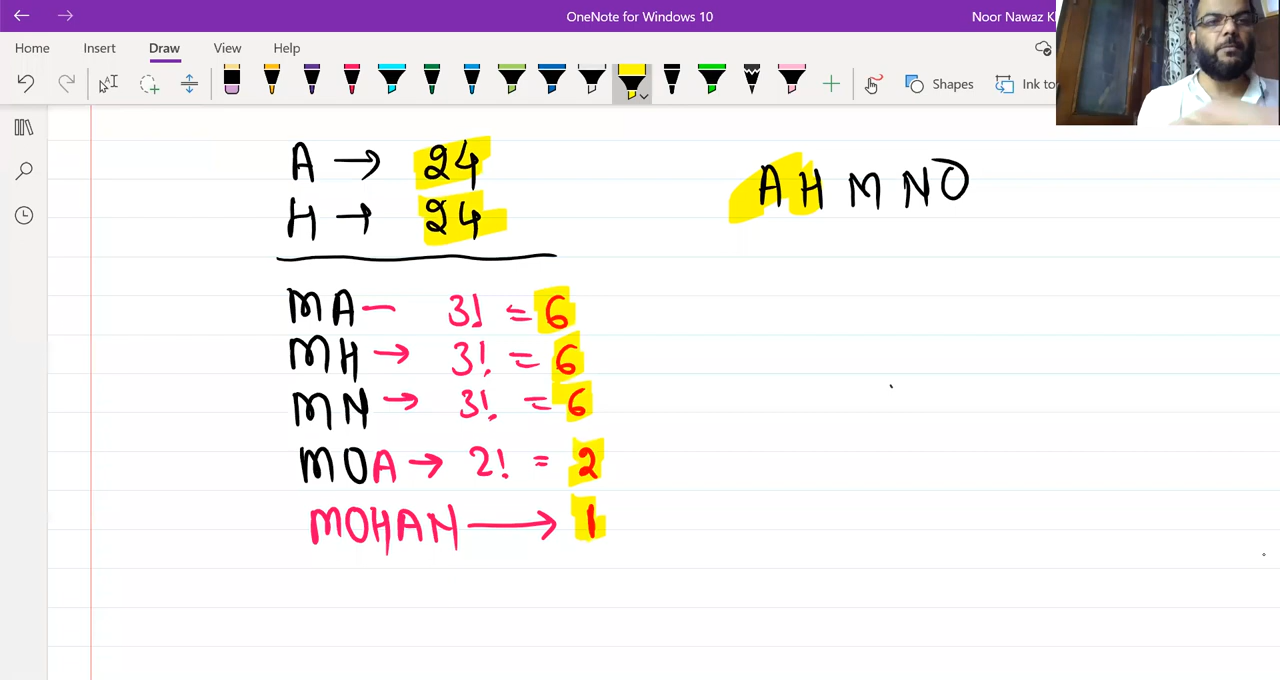 OneNote for Windows 10
Noor Nawaz K
Home Insert Draw View Help
Shapes Ink to
A → 24
H → 24
A H M N O
MA — 3! = 6
MH → 3! = 6
MN → 3! = 6
MOA → 2! = 2
MOHAN → 1